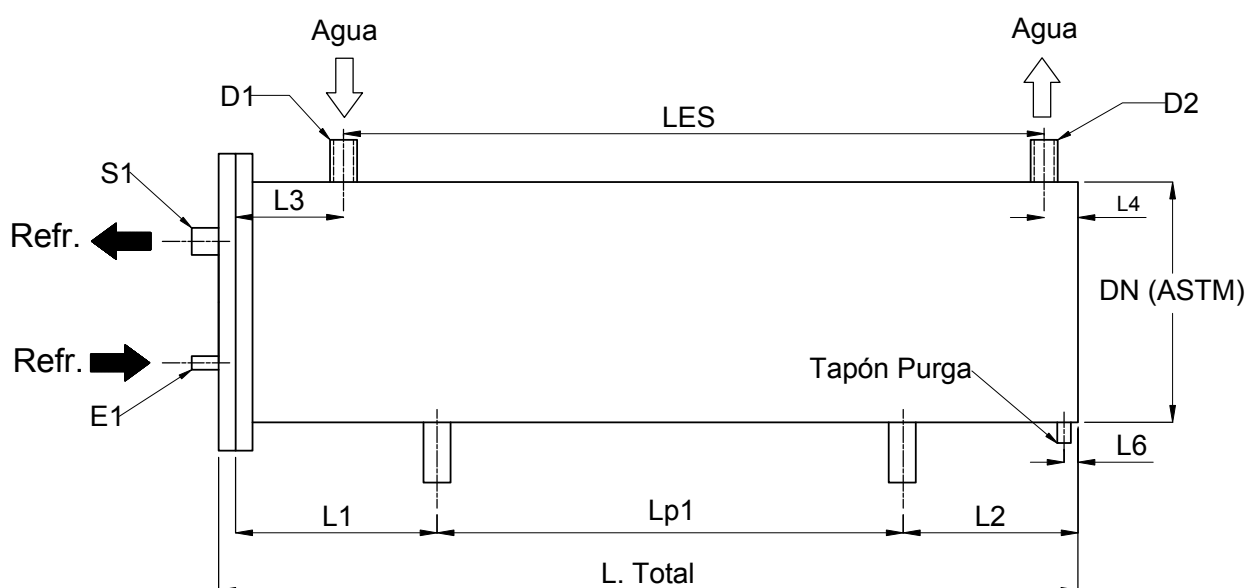 Agua
Agua
D1
LES
D2
S1
L3
L4
Refr.
DN (ASTM)
Refr.
Tapón Purga
E1
L6
L1
Lp1
L2
L. Total